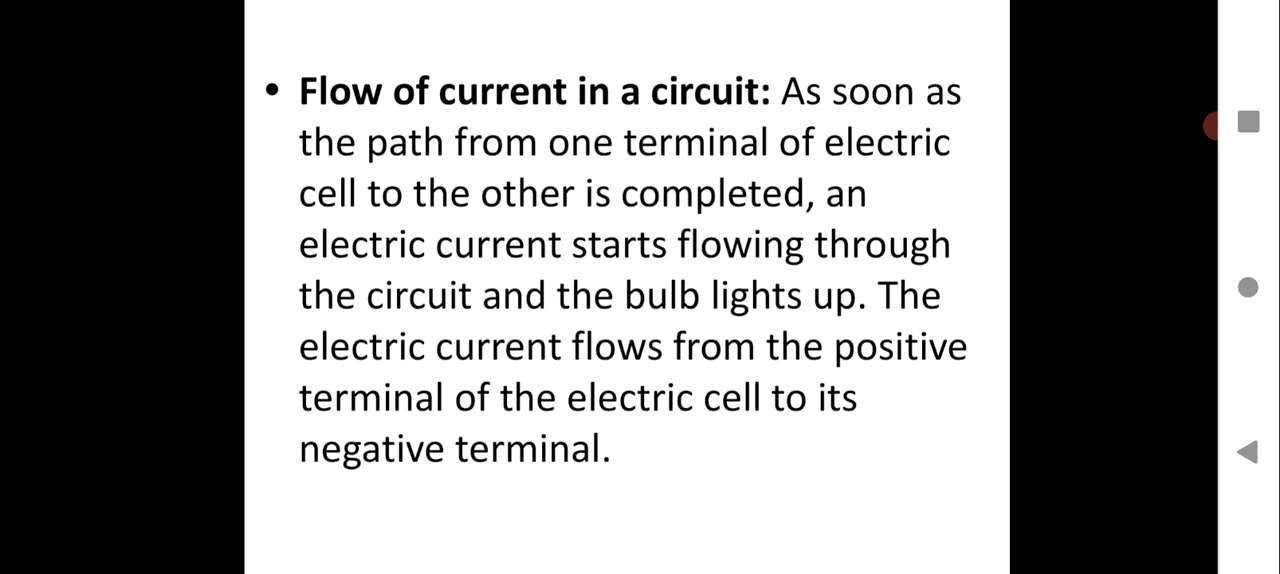 • Flow of current in a circuit: As soon as
the path from one terminal of electric
cell to the other is completed, an
electric current starts flowing through
the circuit and the bulb lights up. The
electric current flows from the positive
terminal of the electric cell to its
negative terminal.